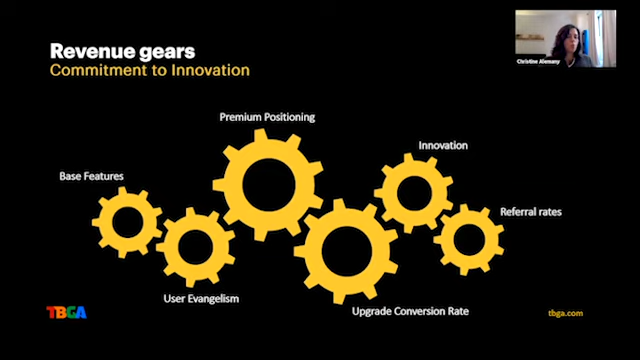 Revenue gears
Commitment to Innovation
Christine Alemany
Premium Positioning
Innovation
Base Features
Referral rates
User Evangelism
Upgrade Conversion Rate
TBGA
tbga.com